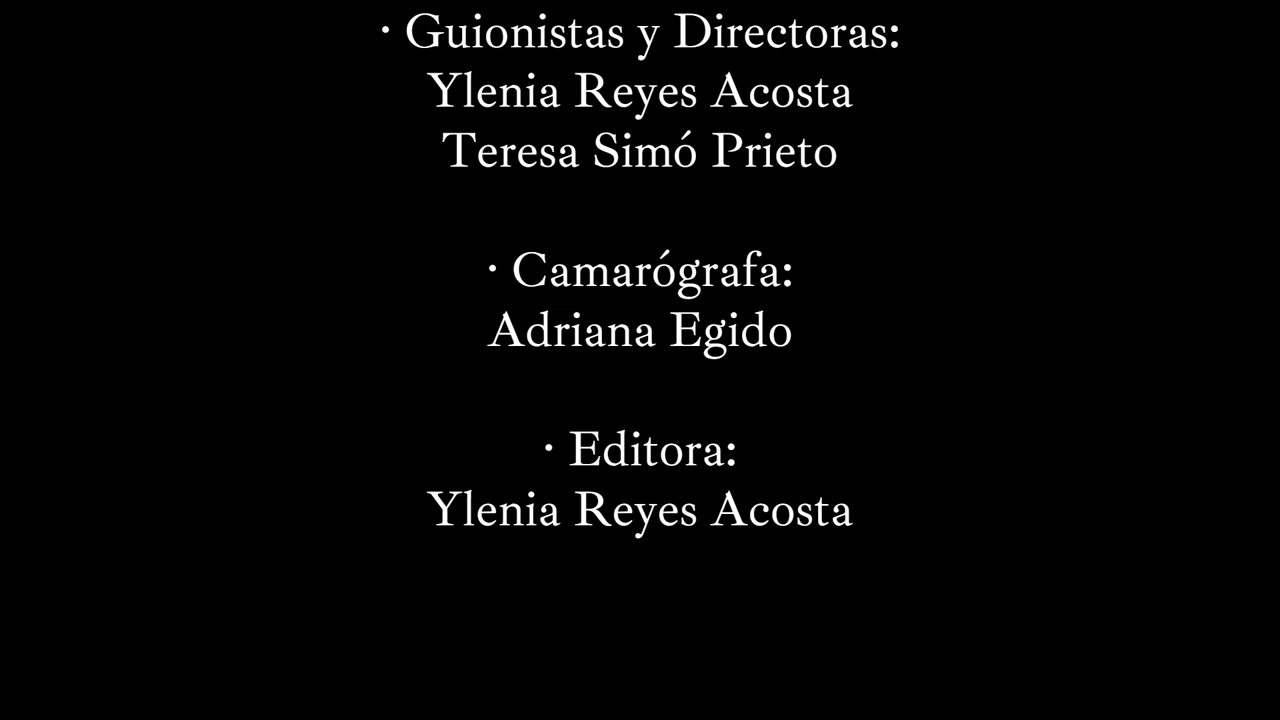 · Guionistas y Directoras:
Ylenia Reyes Acosta
Teresa Simó Prieto
· Camarógrafa:
Adriana Egido
· Editora:
Ylenia Reyes Acosta